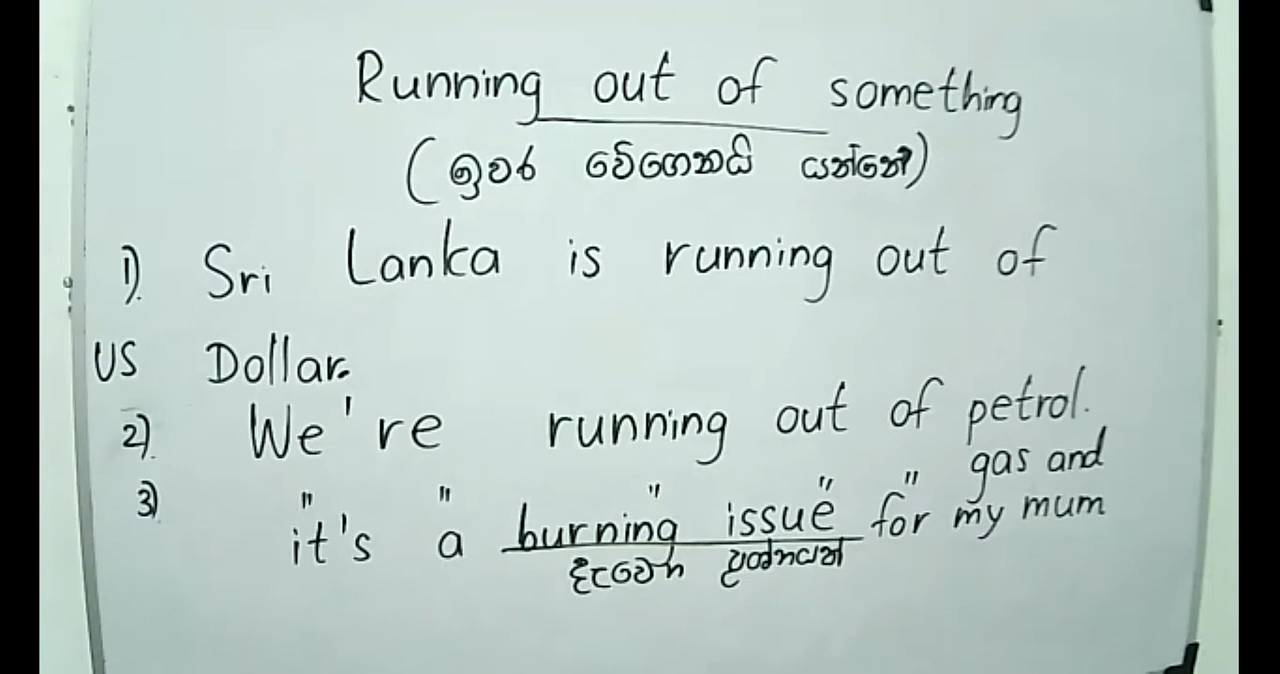 Running out of something
(ඉවර වේගෙනයි යන්නේ)
1) Sri Lanka is running out of
US Dollar.
2) We're running out of petrol.
3) " " " " " gas and
it's a burning issue for my mum
දැවෙන ප්‍රශ්නයක්